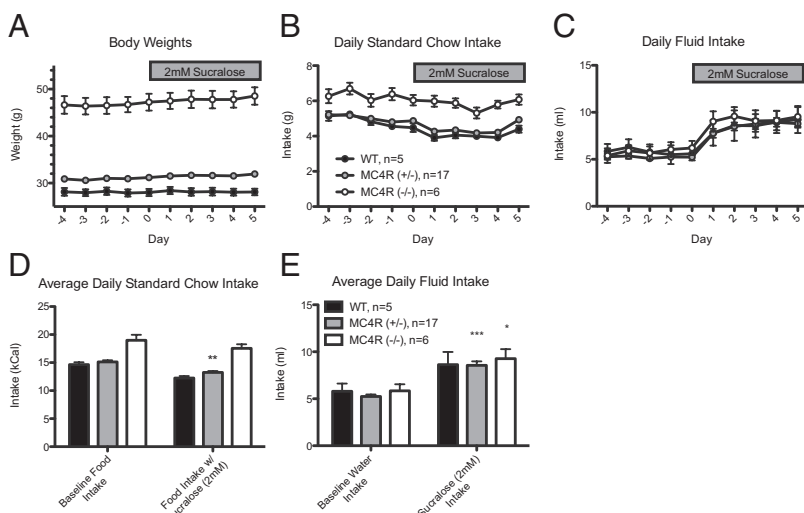 A
Body Weights
2mM Sucralose
50
40
30
Weight (g)
-4 -3 -2 -1 0 1 2 3 4 5
Day
B
Daily Standard Chow Intake
2mM Sucralose
8
6
4
2
0
Intake (g)
WT, n=5
MC4R (+/-), n=17
MC4R (-/-), n=6
-4 -3 -2 -1 0 1 2 3 4 5
Day
C
Daily Fluid Intake
2mM Sucralose
15
10
5
0
Intake (ml)
-4 -3 -2 -1 0 1 2 3 4 5
Day
D
Average Daily Standard Chow Intake
25
20
15
10
5
0
Intake (kCal)
**
Baseline Food
Intake
Food Intake w/
ucralose (2mM)
E
Average Daily Fluid Intake
WT, n=5
MC4R (+/-), n=17
MC4R (-/-), n=6
15
10
5
0
Intake (ml)
***
*
Baseline Water
Intake
Sucralose (2mM)
Intake